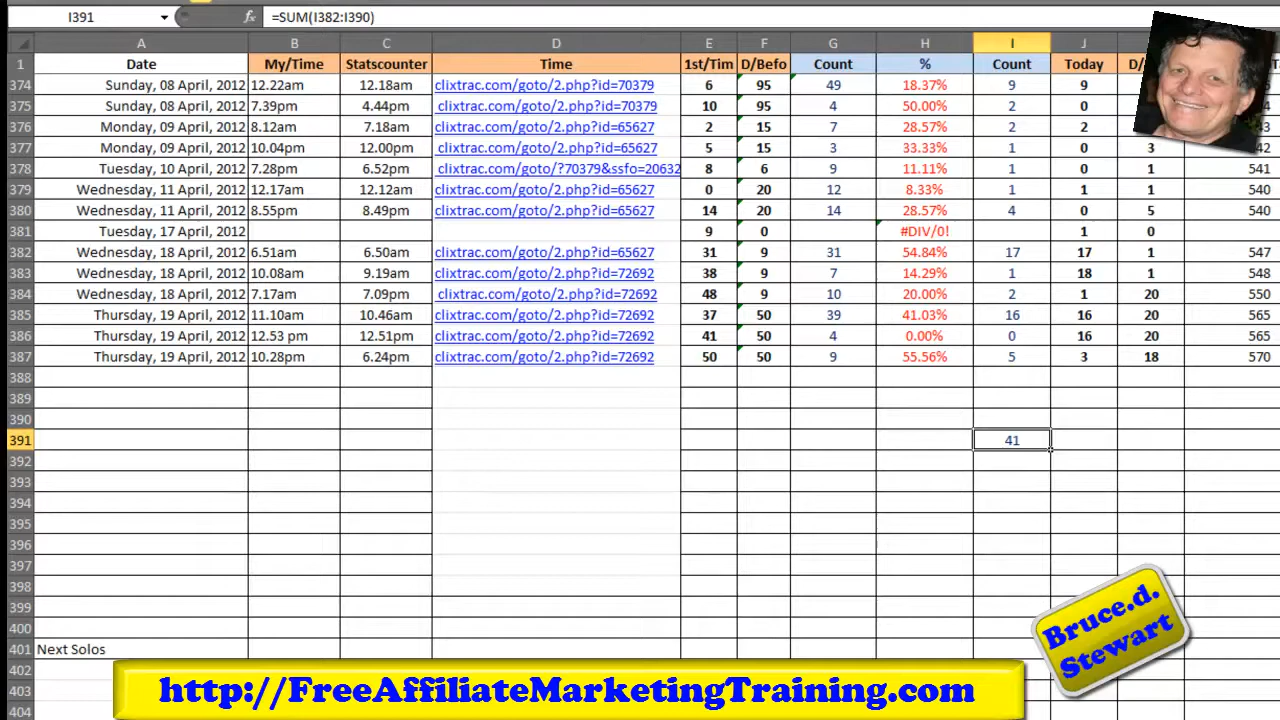 I391 fx =SUM(I382:I390)
A B C D E F G H I J
1 Date My/Time Statscounter Time 1st/Tim D/Befo Count % Count Today
374 Sunday, 08 April, 2012 12.22am 12.18am clixtrac.com/goto/2.php?id=70379 6 95 49 18.37% 9 9
375 Sunday, 08 April, 2012 7.39pm 4.44pm clixtrac.com/goto/2.php?id=70379 10 95 4 50.00% 2 0
376 Monday, 09 April, 2012 8.12am 7.18am clixtrac.com/goto/2.php?id=65627 2 15 7 28.57% 2 2
377 Monday, 09 April, 2012 10.04pm 12.00pm clixtrac.com/goto/2.php?id=65627 5 15 3 33.33% 1 0 3 42
378 Tuesday, 10 April, 2012 7.28pm 6.52pm clixtrac.com/goto/?70379&ssfo=20632 8 6 9 11.11% 1 0 1 541
379 Wednesday, 11 April, 2012 12.17am 12.12am clixtrac.com/goto/2.php?id=65627 0 20 12 8.33% 1 1 1 540
380 Wednesday, 11 April, 2012 8.55pm 8.49pm clixtrac.com/goto/2.php?id=65627 14 20 14 28.57% 4 0 5 540
381 Tuesday, 17 April, 2012 9 0 #DIV/0! 1 0
382 Wednesday, 18 April, 2012 6.51am 6.50am clixtrac.com/goto/2.php?id=65627 31 9 31 54.84% 17 17 1 547
383 Wednesday, 18 April, 2012 10.08am 9.19am clixtrac.com/goto/2.php?id=72692 38 9 7 14.29% 1 18 1 548
384 Wednesday, 18 April, 2012 7.17am 7.09pm clixtrac.com/goto/2.php?id=72692 48 9 10 20.00% 2 1 20 550
385 Thursday, 19 April, 2012 11.10am 10.46am clixtrac.com/goto/2.php?id=72692 37 50 39 41.03% 16 16 20 565
386 Thursday, 19 April, 2012 12.53 pm 12.51pm clixtrac.com/goto/2.php?id=72692 41 50 4 0.00% 0 16 20 565
387 Thursday, 19 April, 2012 10.28pm 6.24pm clixtrac.com/goto/2.php?id=72692 50 50 9 55.56% 5 3 18 570
388
389
390
391 41
392
393
394
395
396
397
398
399
400
401 Next Solos
402
403
404
Bruce.d.
Stewart
http://FreeAffiliateMarketingTraining.com